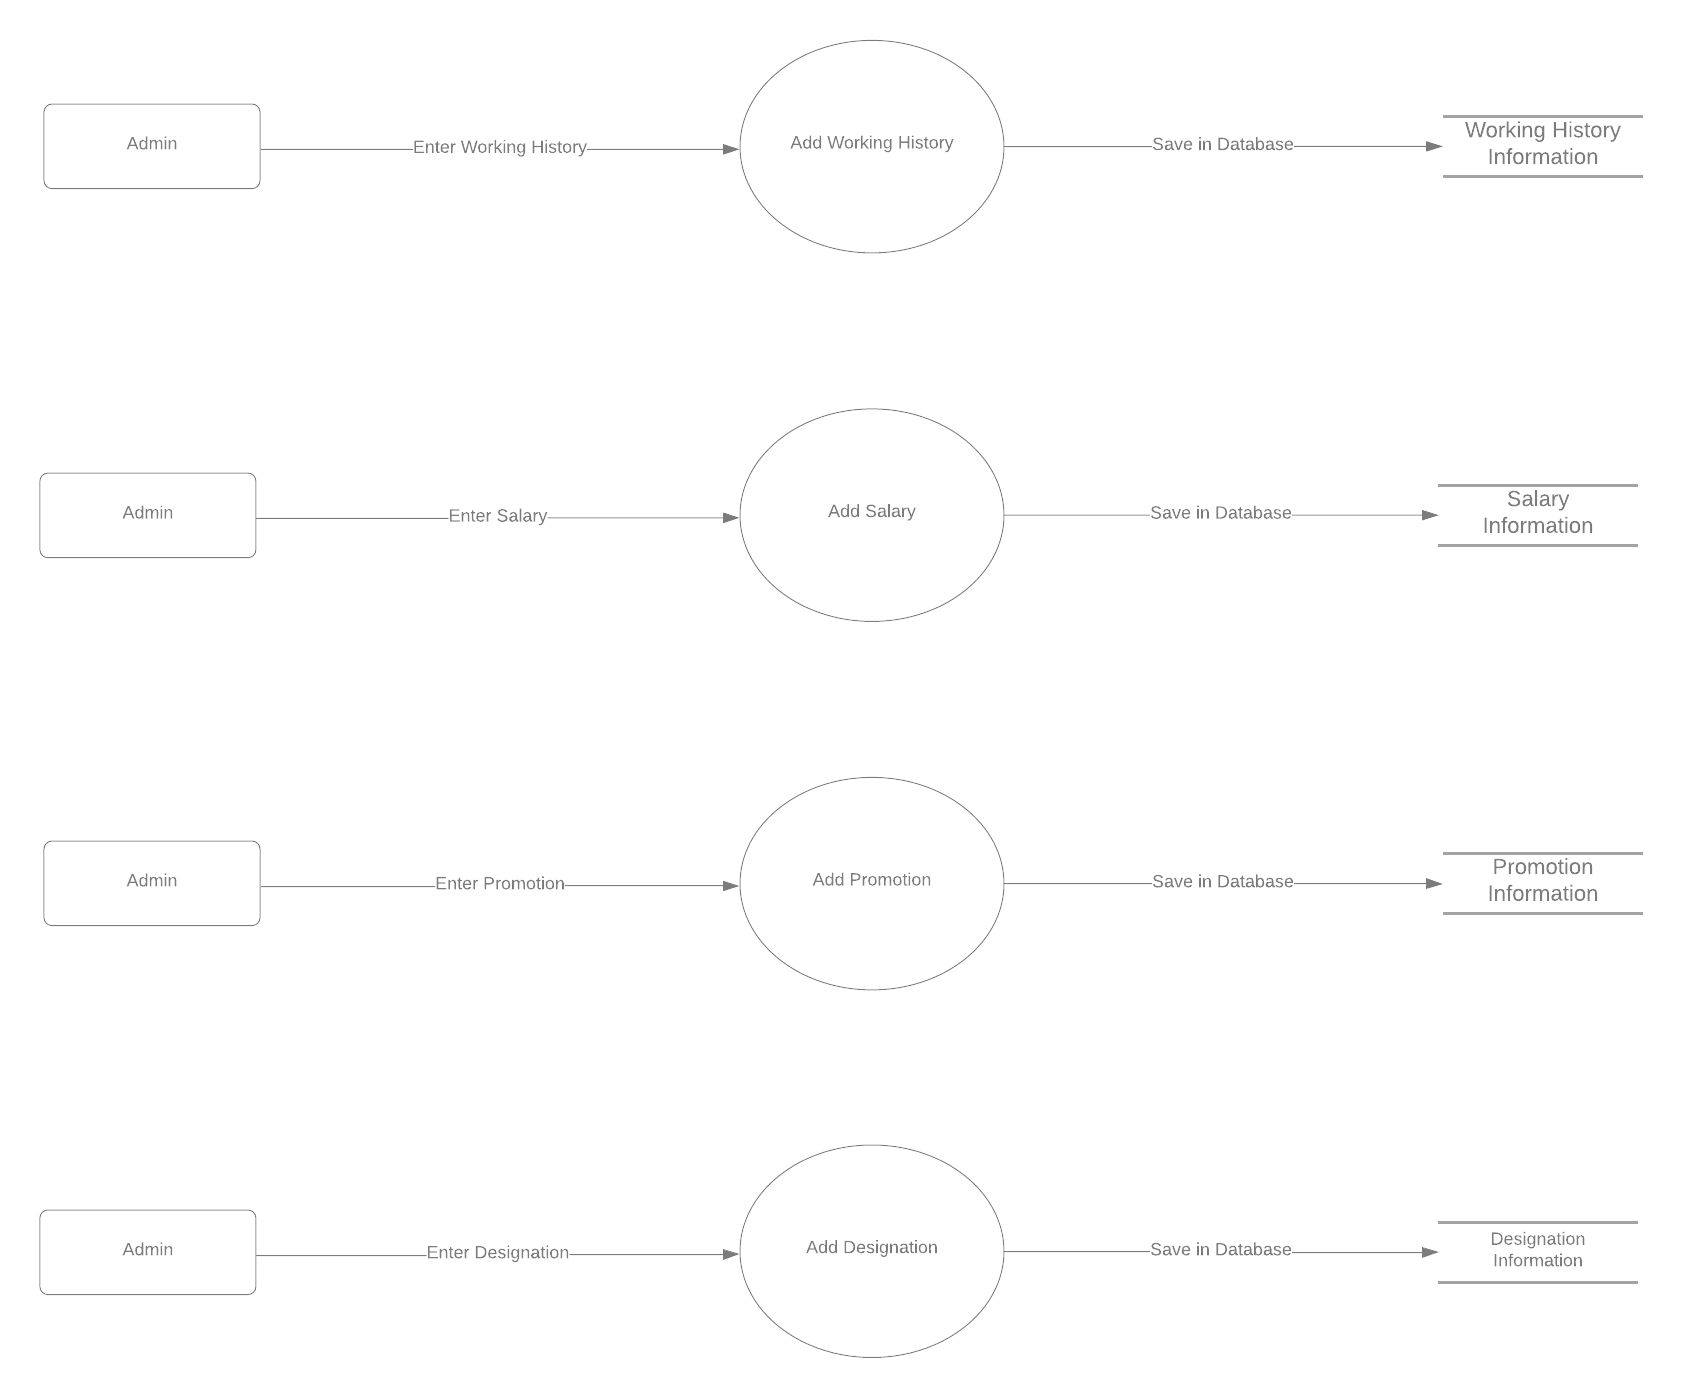 Admin
Enter Working History
Add Working History
Save in Database
Working History
Information
Admin
Enter Salary
Add Salary
Save in Database
Salary
Information
Admin
Enter Promotion
Add Promotion
Save in Database
Promotion
Information
Admin
Enter Designation
Add Designation
Save in Database
Designation
Information